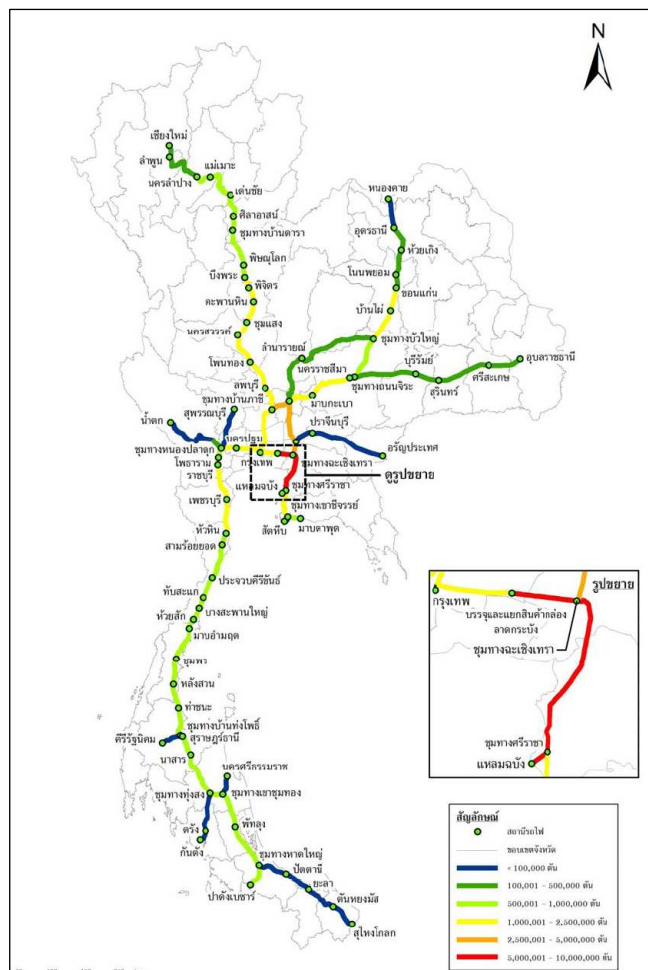 N
เชียงใหม่
ลำพูน
แม่เมาะ
นครลำปาง
เด่นชัย
ศิลาอาสน์
ชุมทางบ้านดารา
พิษณุโลก
บึงพระ
พิจิตร
ตะพานหิน
ชุมแสง
นครสวรรค์
โพนทอง
ลพบุรี
หนองคาย
อุดรธานี
ห้วยเกิ้ง
โนนพยอม
ขอนแก่น
บ้านไผ่
ชุมทางบัวใหญ่
ลำนารายณ์
นครราชสีมา
บุรีรัมย์
อุบลราชธานี
ชุมทางถนนจิระ
สุรินทร์
ศรีสะเกษ
มาบกะเบา
ชุมทางบ้านภาชี
สุพรรณบุรี
น้ำตก
ปราจีนบุรี
นครปฐม
อรัญประเทศ
ชุมทางหนองปลาดุก
กรุงเทพ
ชุมทางฉะเชิงเทรา
โพธาราม
ราชบุรี
แหลมฉบัง
ชุมทางศรีราชา
ดูรูปขยาย
เพชรบุรี
ชุมทางเขาชีจรรย์
สัตหีบ
มาบตาพุด
หัวหิน
สามร้อยยอด
ประจวบคีรีขันธ์
ทับสะแก
บางสะพานใหญ่
ห้วยสัก
มาบอำมฤต
ชุมพร
หลังสวน
ท่าชนะ
ชุมทางบ้านทุ่งโพธิ์
คีรีรัฐนิคม
สุราษฎร์ธานี
นาสาร
นครศรีธรรมราช
ชุมทางทุ่งสง
ชุมทางเขาชุมทอง
ตรัง
พัทลุง
กันตัง
ชุมทางหาดใหญ่
ปัตตานี
ปาดังเบซาร์
ยะลา
ตันหยงมัส
สุไหงโกลก
รูปขยาย
กรุงเทพ
บรรจุและแยกสินค้ากล่อง
ลาดกระบัง
ชุมทางฉะเชิงเทรา
ชุมทางศรีราชา
แหลมฉบัง
สัญลักษณ์
สถานีรถไฟ
ขอบเขตจังหวัด
< 100,000 ตัน
100,001 - 500,000 ตัน
500,001 - 1,000,000 ตัน
1,000,001 - 2,500,000 ตัน
2,500,001 - 5,000,000 ตัน
5,000,001 - 10,000,000 ตัน